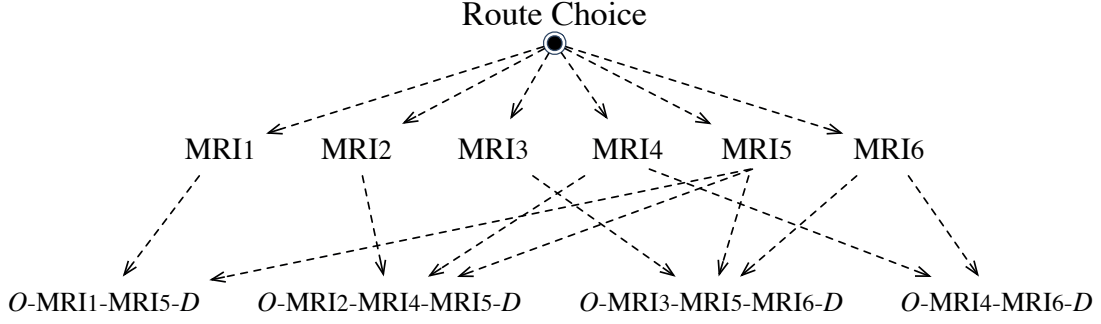 Route Choice
MRI1 MRI2 MRI3 MRI4 MRI5 MRI6
O-MRI1-MRI5-D O-MRI2-MRI4-MRI5-D O-MRI3-MRI5-MRI6-D O-MRI4-MRI6-D